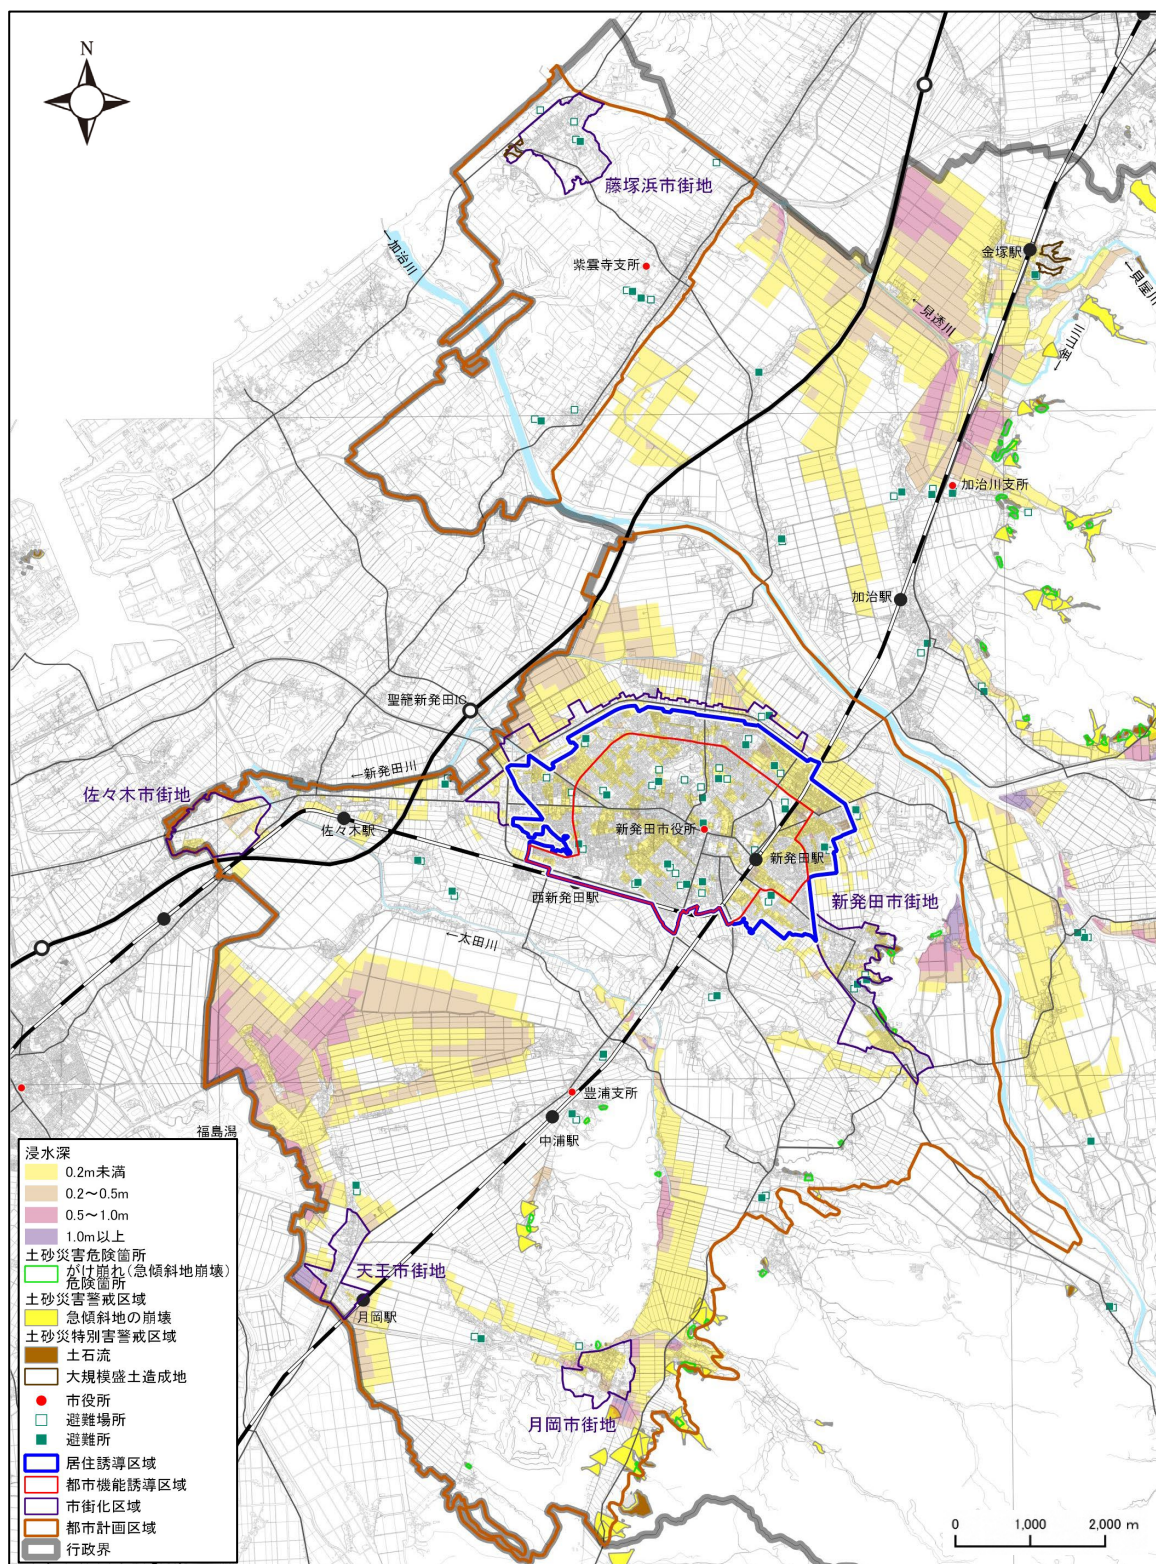 N
藤塚浜市街地
←加治川
紫雲寺支所
金塚駅
←貝屋川
←見透川
←金山川
加治川支所
加治駅
聖籠新発田IC
←新発田川
佐々木市街地
佐々木駅
新発田市役所
新発田駅
西新発田駅
新発田市街地
←太田川
豊浦支所
中浦駅
福島潟
天王市街地
月岡駅
月岡市街地
浸水深
0.2m未満
0.2～0.5m
0.5～1.0m
1.0m以上
土砂災害危険箇所
がけ崩れ(急傾斜地崩壊)
危険箇所
土砂災害警戒区域
急傾斜地の崩壊
土砂災特別害警戒区域
土石流
大規模盛土造成地
市役所
避難場所
避難所
居住誘導区域
都市機能誘導区域
市街化区域
都市計画区域
行政界
0 1,000 2,000 m